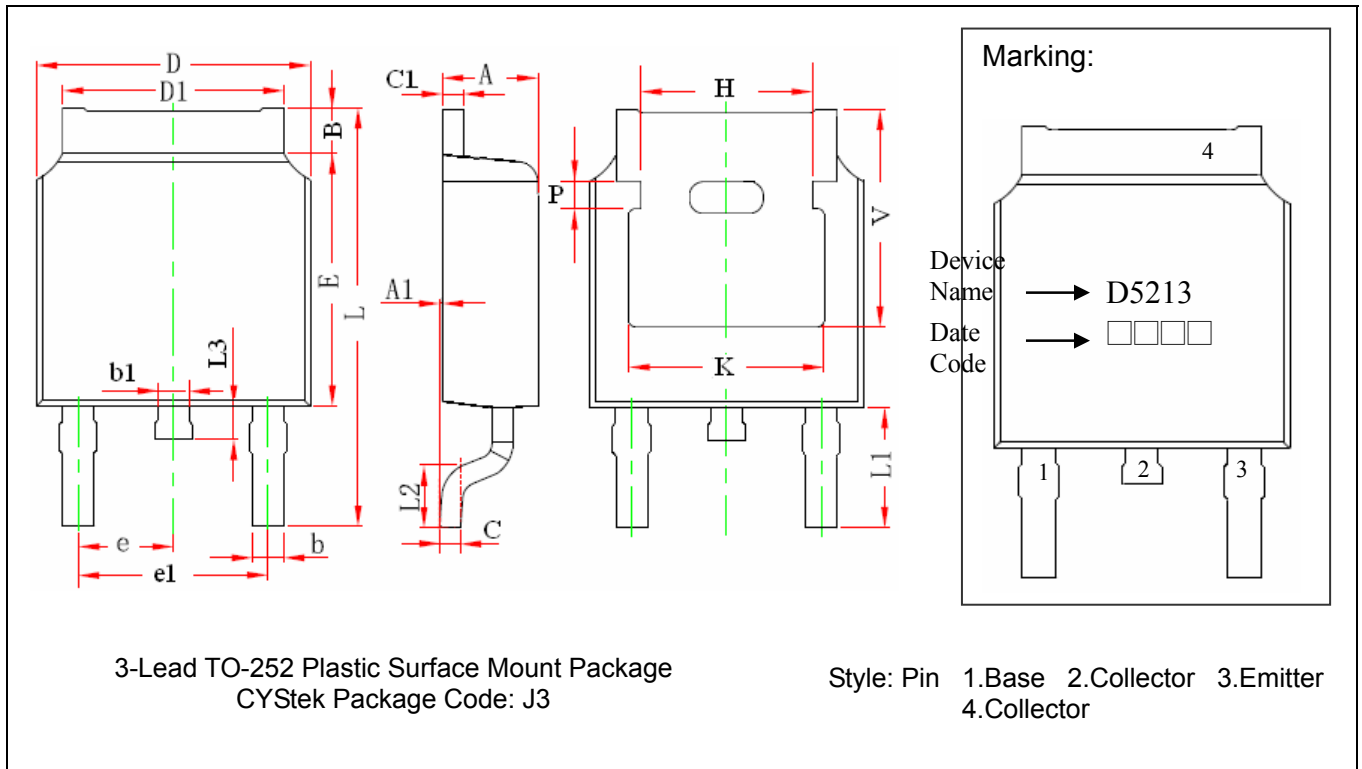 D
D1
B
E
L
L3
b1
e
b
e1
C1
A
A1
L2
C
H
P
V
K
L1
Marking:
4
Device
Name
D5213
Date
Code
□□□□
1
2
3
3-Lead TO-252 Plastic Surface Mount Package
CYStek Package Code: J3
Style: Pin 1.Base 2.Collector 3.Emitter
4.Collector